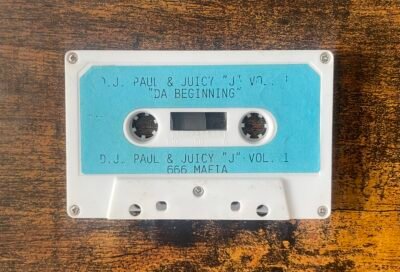 D.J. PAUL & JUICY "J" VOL. I
"DA BEGINNING"
D.J. PAUL & JUICY "J" VOL. I
666 MAFIA